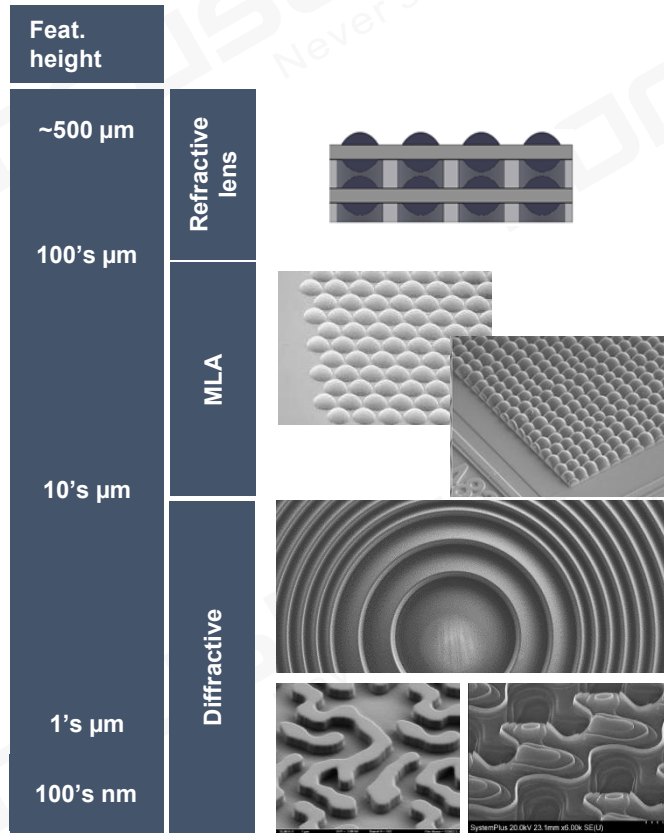 Feat.
height
~500 µm
100's µm
10's µm
1's µm
100's nm
Refractive
lens
MLA
Diffractive
Never s
SystemPlus 20.0kV 23.1mm x6.00k SE(U)